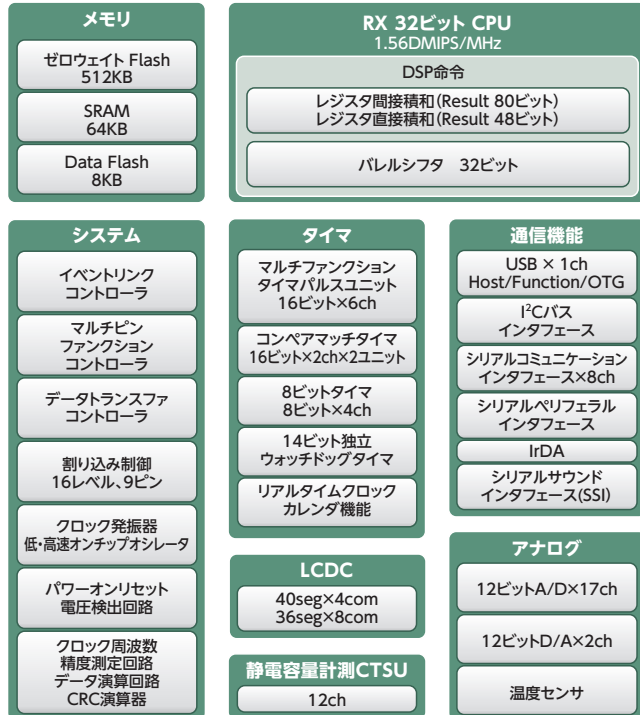 メモリ
ゼロウェイト Flash
512KB
SRAM
64KB
Data Flash
8KB
RX 32ビット CPU
1.56DMIPS/MHz
DSP命令
レジスタ間接積和(Result 80ビット)
レジスタ直接積和(Result 48ビット)
バレルシフタ　32ビット
システム
イベントリンク
コントローラ
マルチピン
ファンクション
コントローラ
データトランスファ
コントローラ
割り込み制御
16レベル、9ピン
クロック発振器
低・高速オンチップオシレータ
パワーオンリセット
電圧検出回路
クロック周波数
精度測定回路
データ演算回路
CRC演算器
タイマ
マルチファンクション
タイマパルスユニット
16ビット×6ch
コンペアマッチタイマ
16ビット×2ch×2ユニット
8ビットタイマ
8ビット×4ch
14ビット独立
ウォッチドッグタイマ
リアルタイムクロック
カレンダ機能
LCDC
40seg×4com
36seg×8com
静電容量計測CTSU
12ch
通信機能
USB × 1ch
Host/Function/OTG
I²Cバス
インタフェース
シリアルコミュニケーション
インタフェース×8ch
シリアルペリフェラル
インタフェース
IrDA
シリアルサウンド
インタフェース(SSI)
アナログ
12ビットA/D×17ch
12ビットD/A×2ch
温度センサ